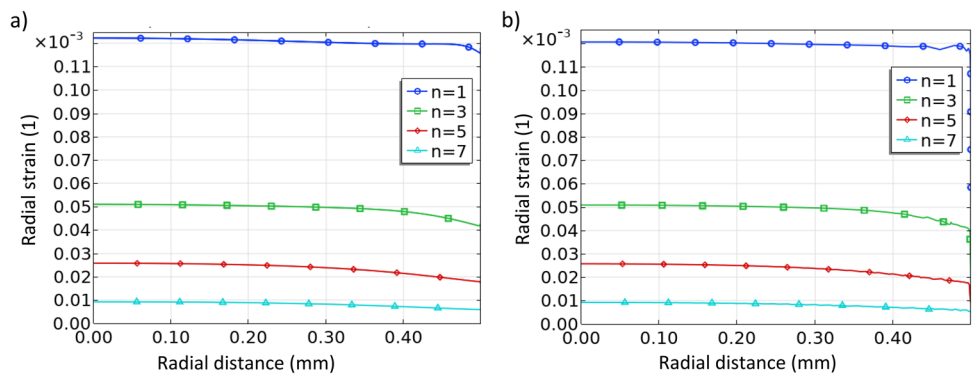 a)
×10⁻³
0.11
0.10
0.09
0.08
0.07
0.06
0.05
0.04
0.03
0.02
0.01
0.00
Radial strain (1)
n=1
n=3
n=5
n=7
0.00 0.10 0.20 0.30 0.40
Radial distance (mm)
b)
×10⁻³
0.11
0.10
0.09
0.08
0.07
0.06
0.05
0.04
0.03
0.02
0.01
0.00
Radial strain (1)
n=1
n=3
n=5
n=7
0.00 0.10 0.20 0.30 0.40
Radial distance (mm)